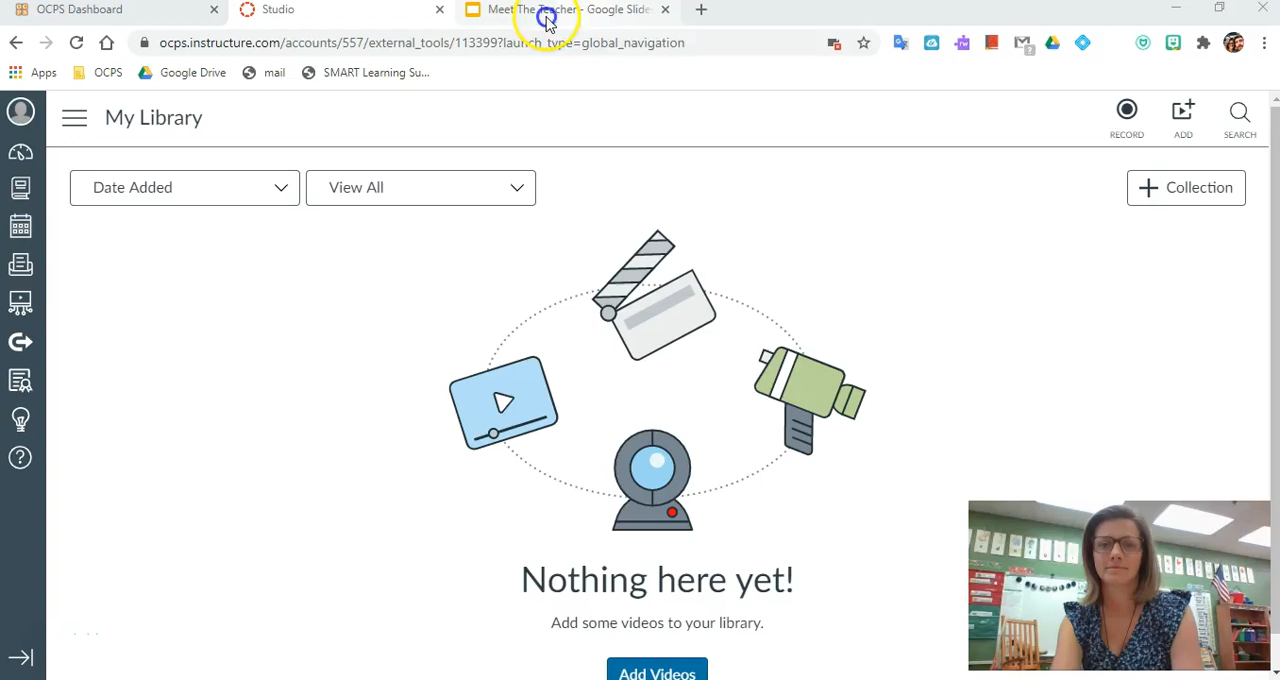 OCPS Dashboard
Studio
Meet The Teacher - Google Slide
ocps.instructure.com/accounts/557/external_tools/113399?launch_type=global_navigation
Apps
OCPS
Google Drive
mail
SMART Learning Su...
My Library
RECORD
ADD
SEARCH
Date Added
View All
Collection
Nothing here yet!
Add some videos to your library.
Add Videos